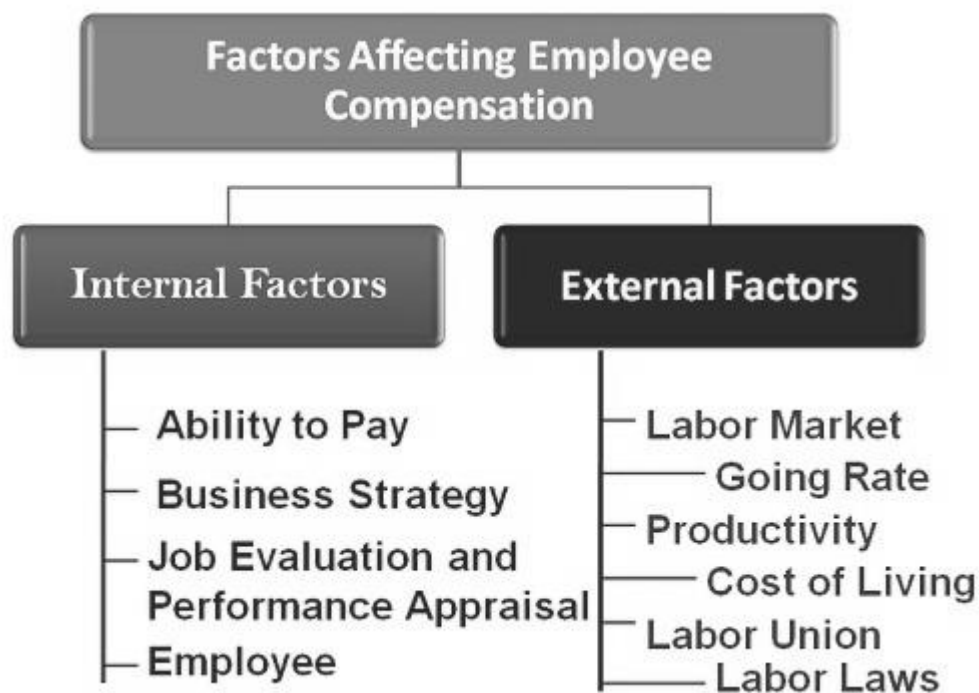 Factors Affecting Employee
Compensation
Internal Factors
Ability to Pay
Business Strategy
Job Evaluation and
Performance Appraisal
Employee
External Factors
Labor Market
Going Rate
Productivity
Cost of Living
Labor Union
Labor Laws